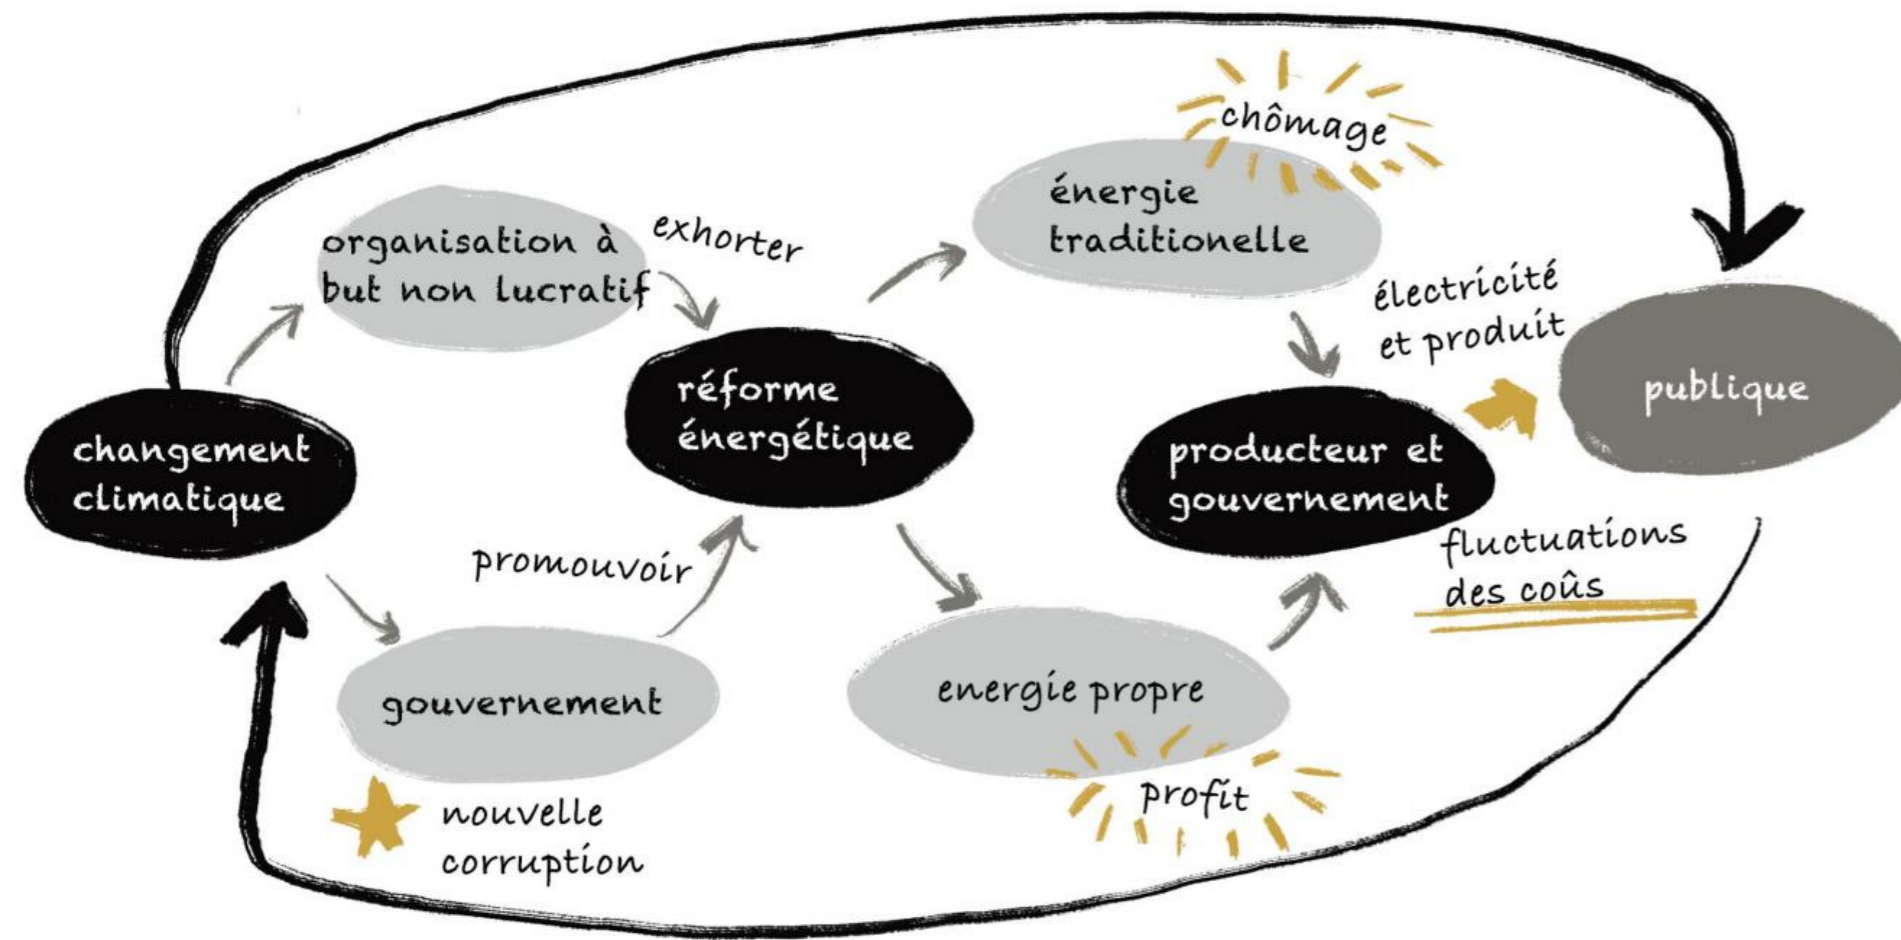 chômage
énergie
traditionelle
organisation à
but non lucratif
exhorter
électricité
et produit
publique
réforme
énergétique
changement
climatique
producteur et
gouvernement
promouvoir
fluctuations
des coûs
gouvernement
energie propre
profit
nouvelle
corruption